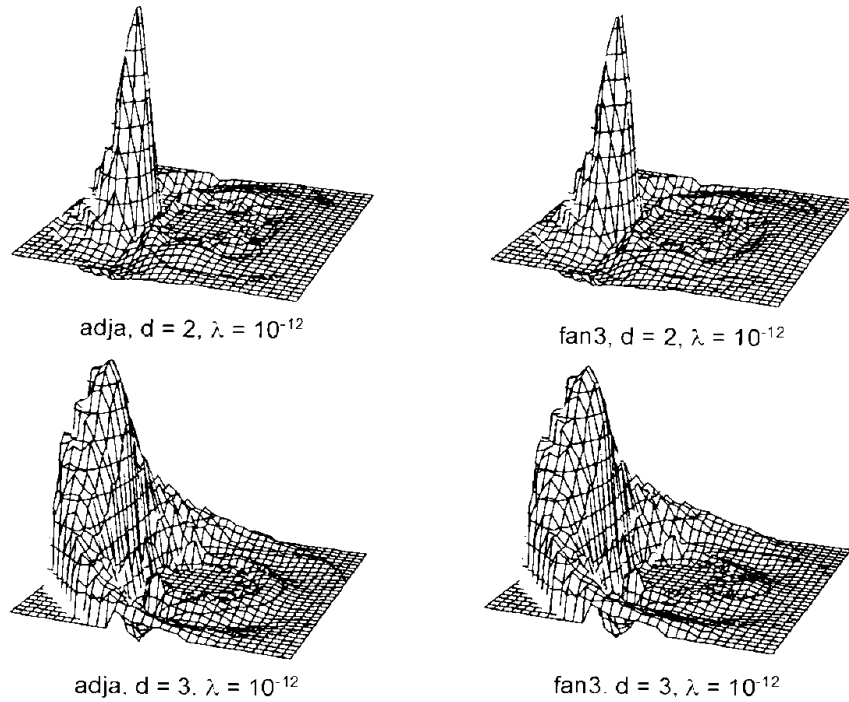 adja, d = 2, λ = 10⁻¹²
fan3, d = 2, λ = 10⁻¹²
adja. d = 3. λ = 10⁻¹²
fan3. d = 3, λ = 10⁻¹²